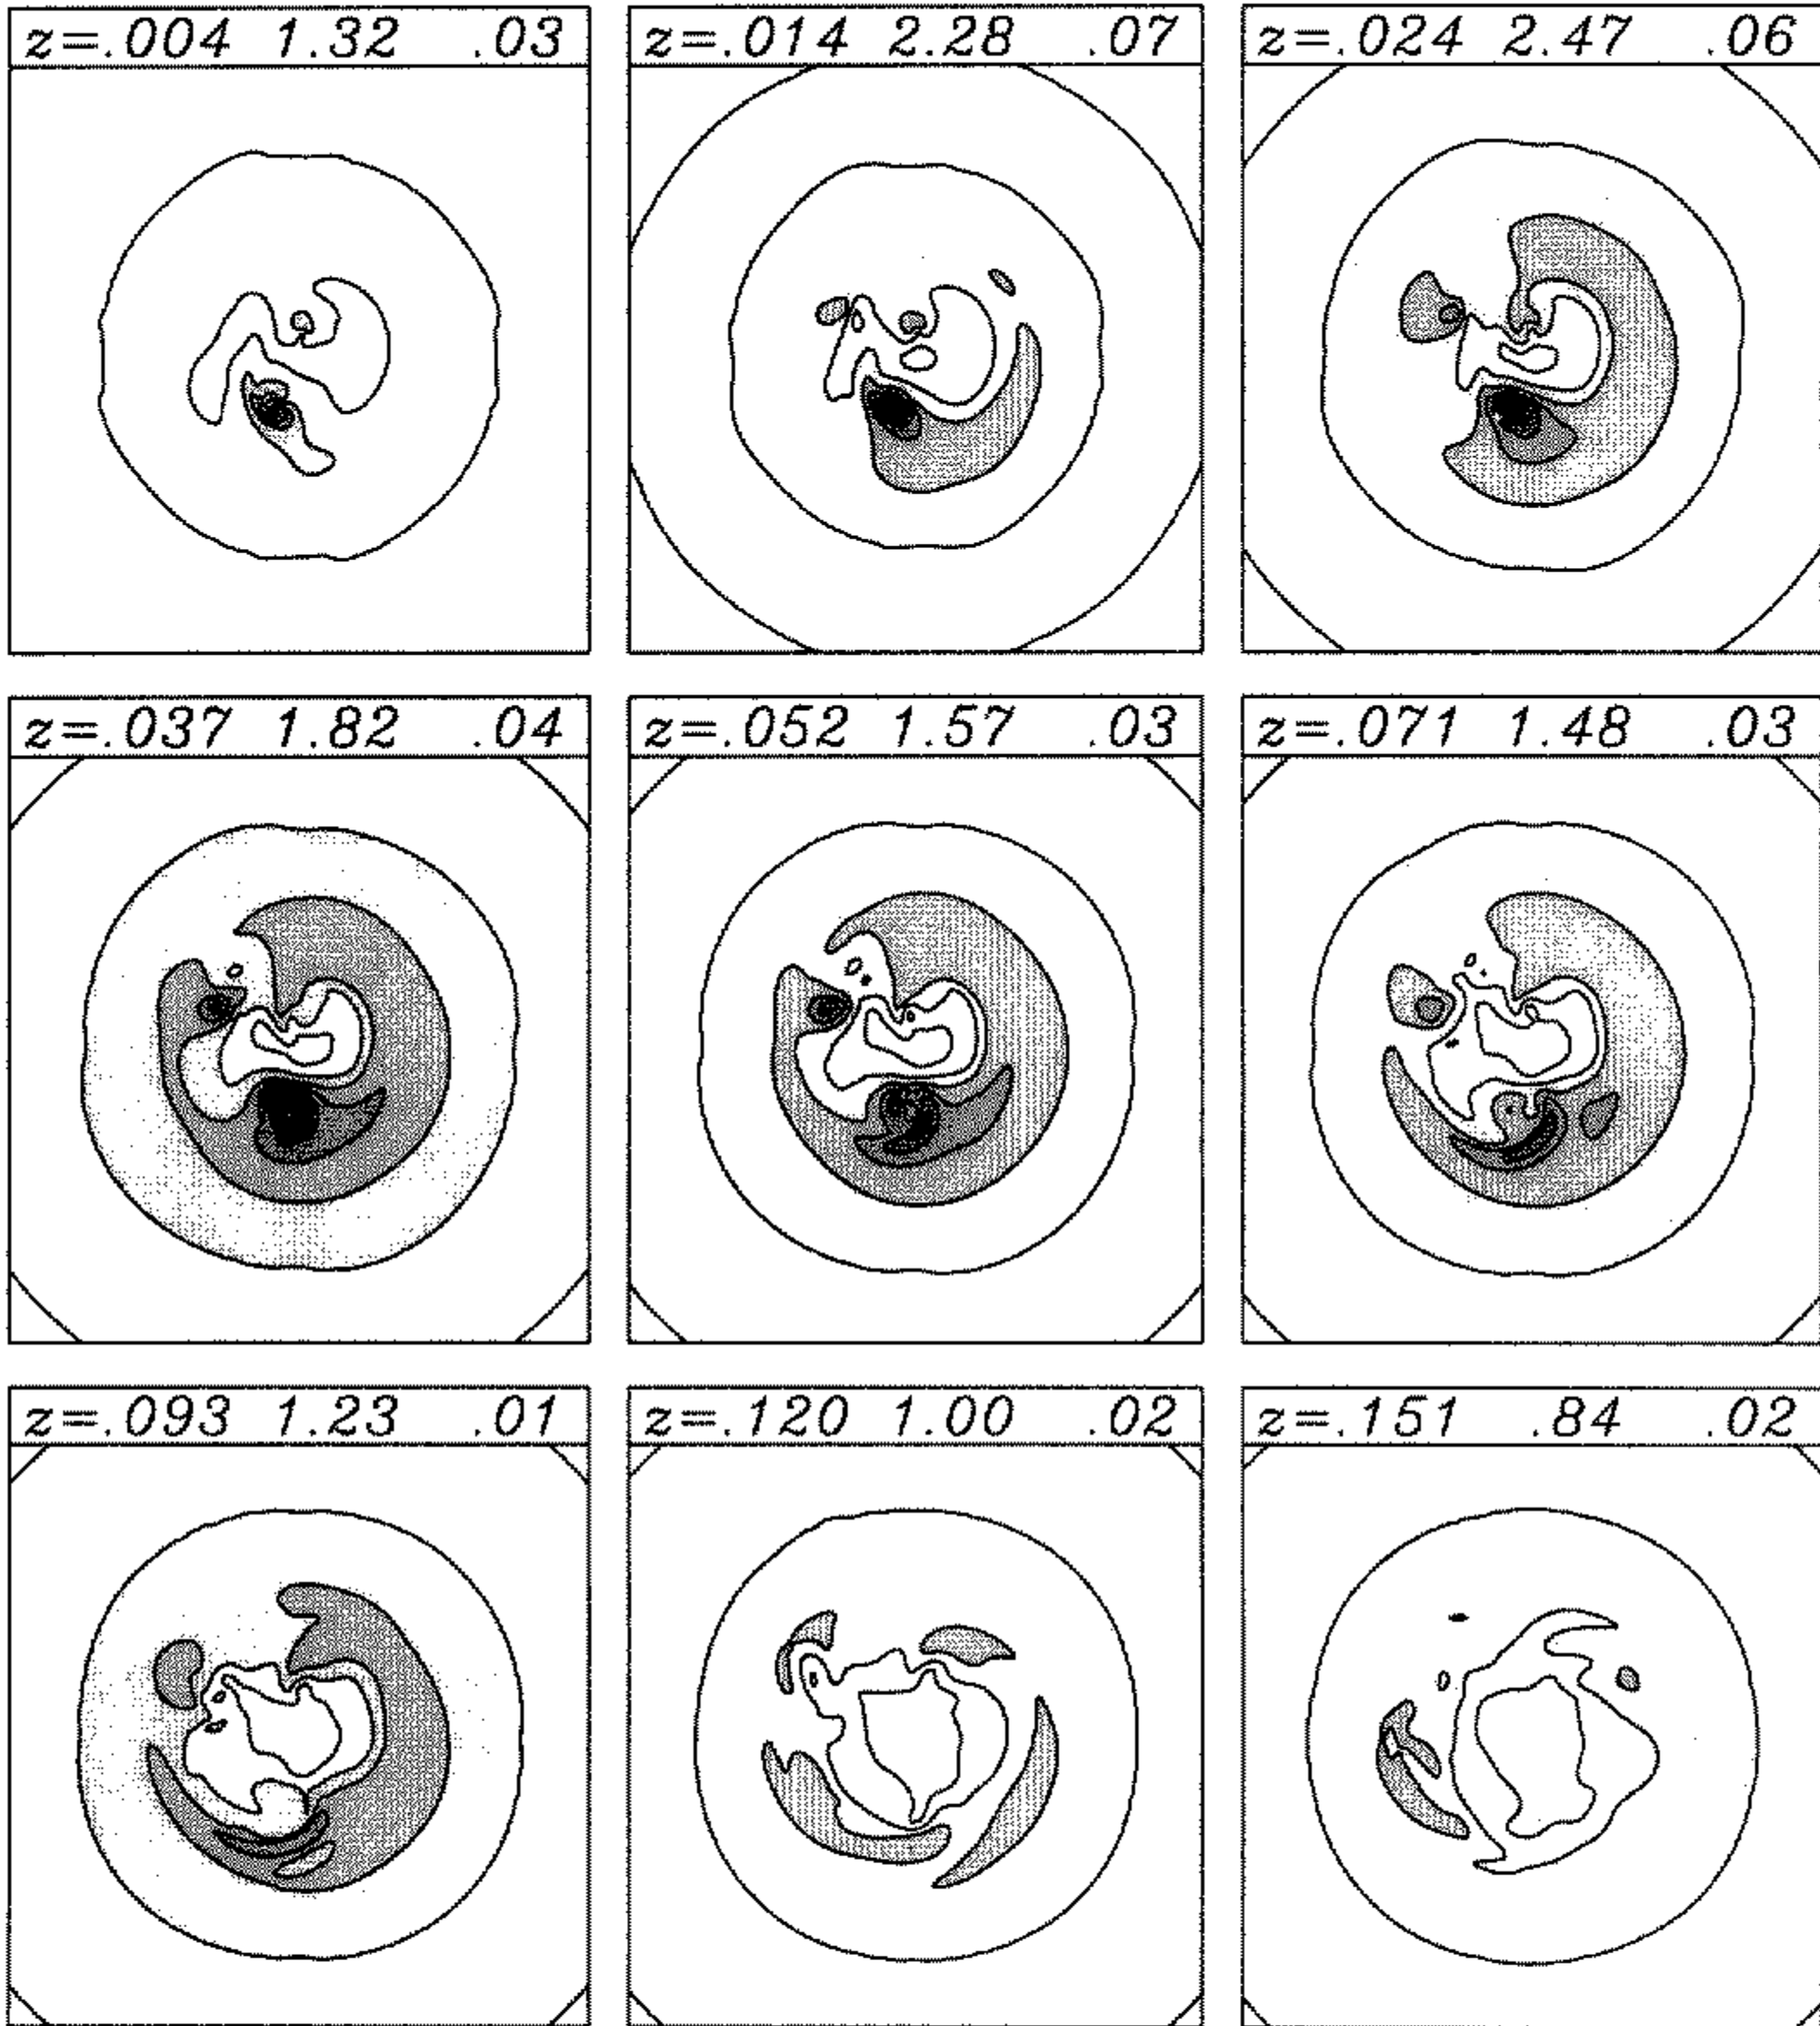 z=.004 1.32 .03
z=.014 2.28 .07
z=.024 2.47 .06
z=.037 1.82 .04
z=.052 1.57 .03
z=.071 1.48 .03
z=.093 1.23 .01
z=.120 1.00 .02
z=.151 .84 .02